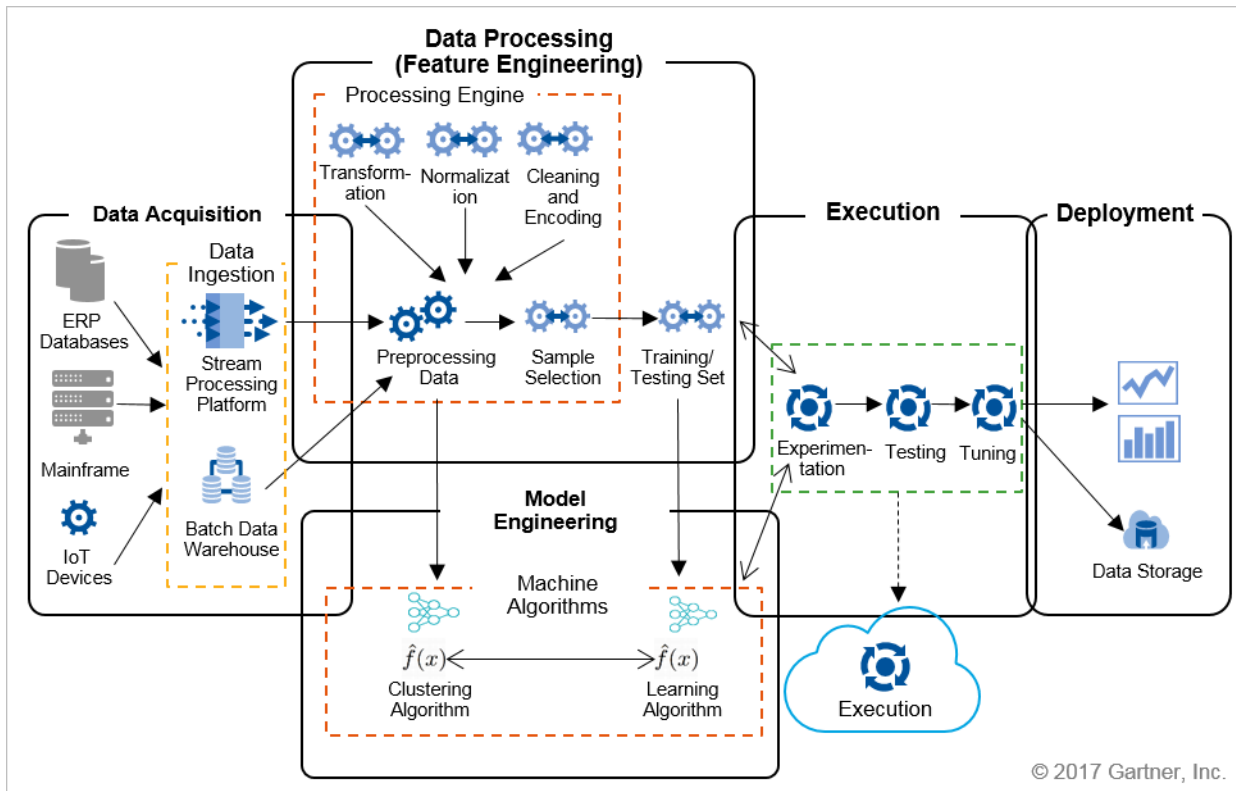 Data Processing
(Feature Engineering)
Processing Engine
Transform-
ation
Normalizat
ion
Cleaning
and
Encoding
Data Acquisition
Data
Ingestion
ERP
Databases
Stream
Processing
Platform
Mainframe
Batch Data
Warehouse
IoT
Devices
Preprocessing
Data
Sample
Selection
Training/
Testing Set
Model
Engineering
Machine
Algorithms
f̂(x)
Clustering
Algorithm
f̂(x)
Learning
Algorithm
Execution
Experimen-
tation
Testing
Tuning
Execution
Deployment
Data Storage
© 2017 Gartner, Inc.